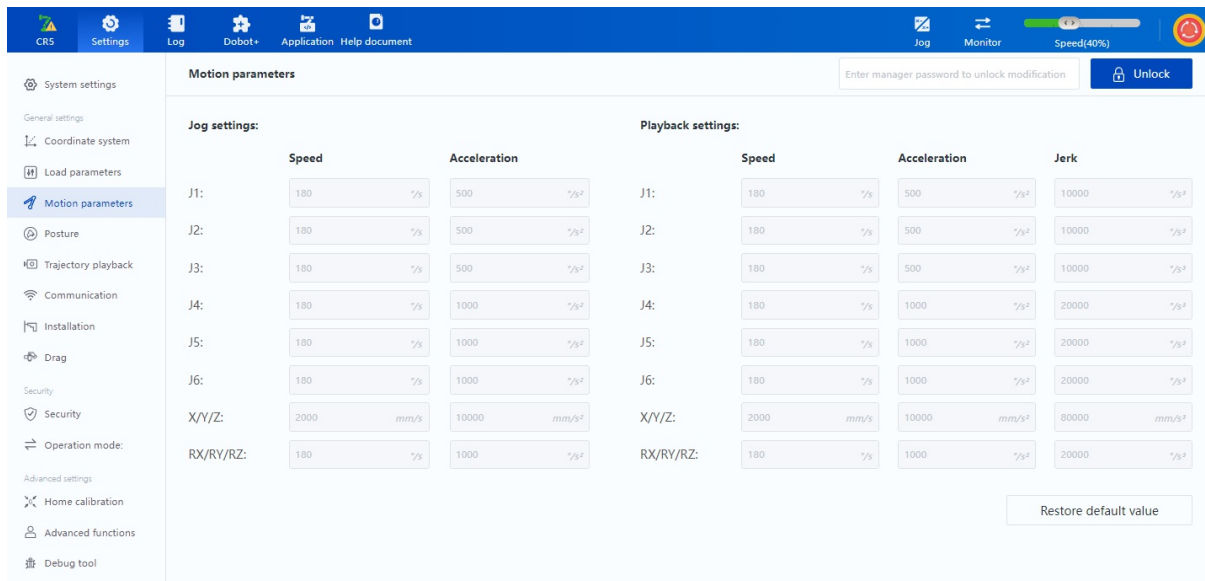 CR5 Settings Log Dobot+ Application Help document Jog Monitor Speed(40%)
System settings
General settings
Coordinate system
Load parameters
Motion parameters
Posture
Trajectory playback
Communication
Installation
Drag
Security
Security
Operation mode:
Advanced settings
Home calibration
Advanced functions
Debug tool
Motion parameters Enter manager password to unlock modification Unlock
Jog settings:
Speed Acceleration
J1: 180 °/s 500 °/s²
J2: 180 °/s 500 °/s²
J3: 180 °/s 500 °/s²
J4: 180 °/s 1000 °/s²
J5: 180 °/s 1000 °/s²
J6: 180 °/s 1000 °/s²
X/Y/Z: 2000 mm/s 10000 mm/s²
RX/RY/RZ: 180 °/s 1000 °/s²
Playback settings:
Speed Acceleration Jerk
J1: 180 °/s 500 °/s² 10000 °/s³
J2: 180 °/s 500 °/s² 10000 °/s³
J3: 180 °/s 500 °/s² 10000 °/s³
J4: 180 °/s 1000 °/s² 20000 °/s³
J5: 180 °/s 1000 °/s² 20000 °/s³
J6: 180 °/s 1000 °/s² 20000 °/s³
X/Y/Z: 2000 mm/s 10000 mm/s² 80000 mm/s³
RX/RY/RZ: 180 °/s 1000 °/s² 20000 °/s³
Restore default value